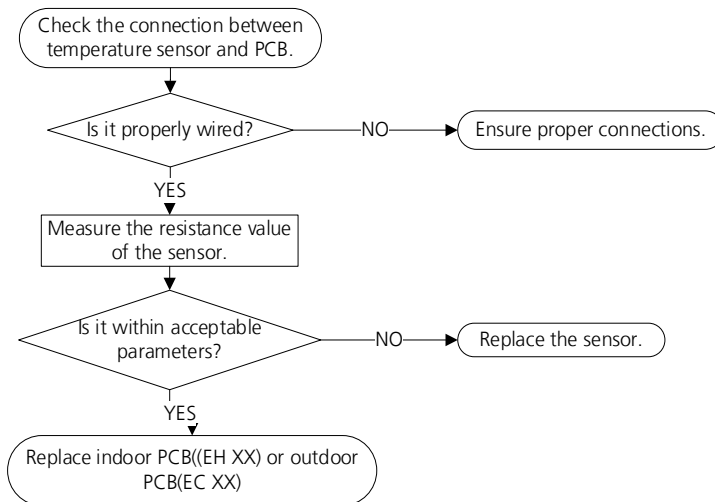 Check the connection between
temperature sensor and PCB.
Is it properly wired?
NO
Ensure proper connections.
YES
Measure the resistance value
of the sensor.
Is it within acceptable
parameters?
NO
Replace the sensor.
YES
Replace indoor PCB((EH XX) or outdoor
PCB(EC XX)